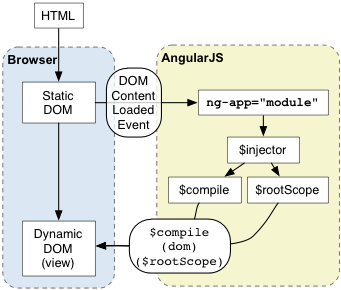 HTML
Browser
AngularJS
Static
DOM
DOM
Content
Loaded
Event
ng-app="module"
$injector
$compile
$rootScope
Dynamic
DOM
(view)
$compile
(dom)
($rootScope)